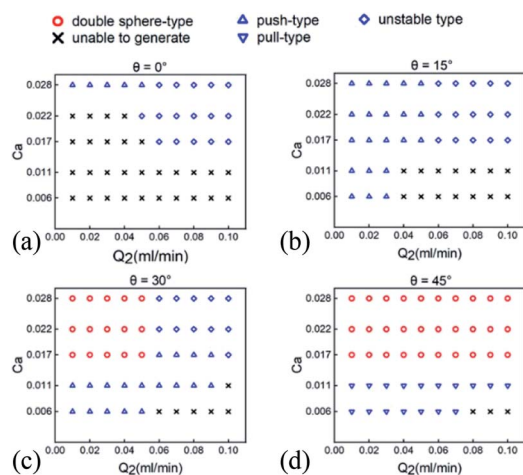 double sphere-type push-type unstable type
unable to generate pull-type
θ = 0° θ = 15°
0.028 0.028
0.022 0.022
Ca 0.017 Ca 0.017
0.011 0.011
0.006 0.006
0.00 0.02 0.04 0.06 0.08 0.10 0.00 0.02 0.04 0.06 0.08 0.10
(a) Q2(ml/min) (b) Q2(ml/min)
θ = 30° θ = 45°
0.028 0.028
0.022 0.022
Ca 0.017 Ca 0.017
0.011 0.011
0.006 0.006
0.00 0.02 0.04 0.06 0.08 0.10 0.00 0.02 0.04 0.06 0.08 0.10
(c) Q2(ml/min) (d) Q2(ml/min)